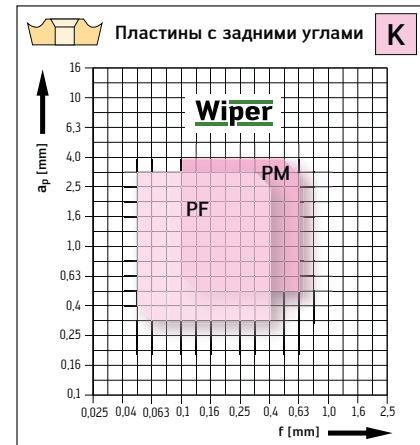 Пластины с задними углами K
Wiper
16
10
6,3
4,0
2,5
1,6
1,0
0,63
0,4
0,25
0,16
0,1
ap [mm]
PM
PF
0,025 0,04 0,063 0,1 0,16 0,25 0,4 0,63 1,0 1,6 2,5
f [mm]